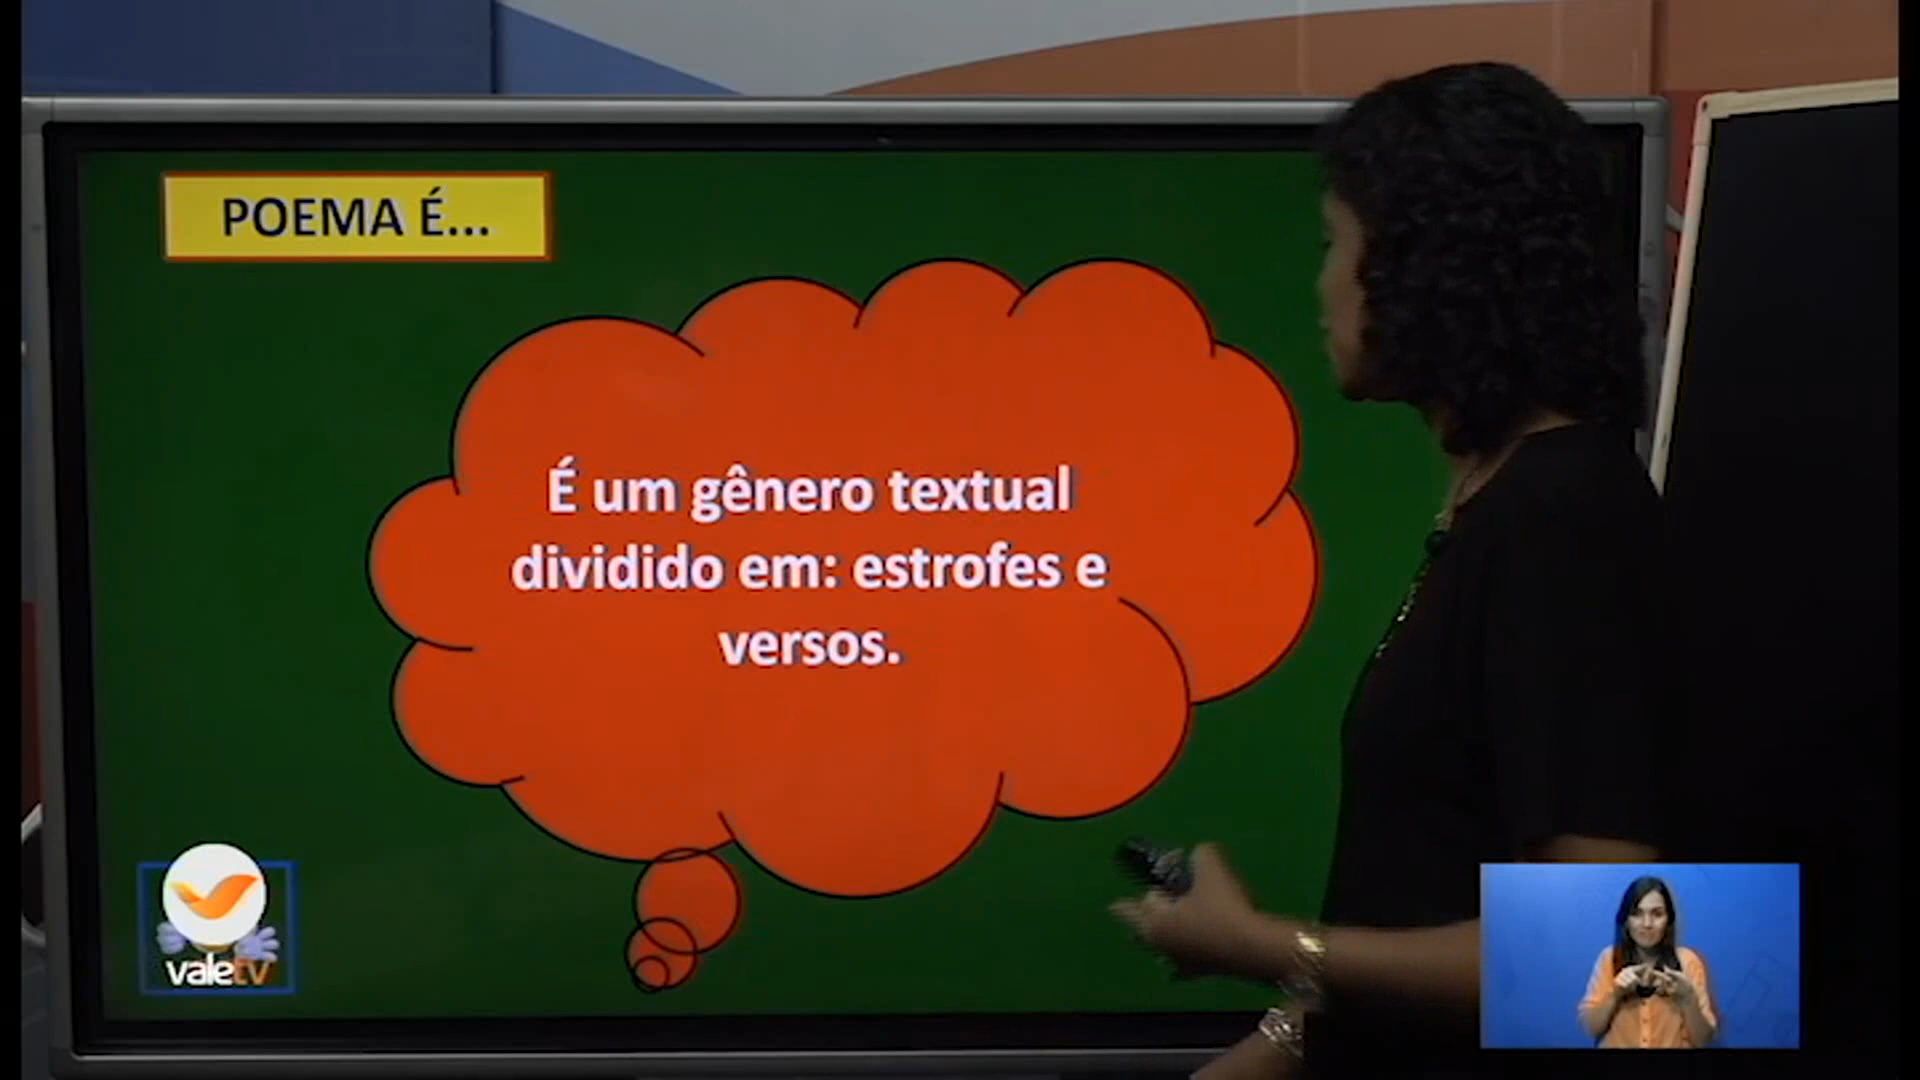 POEMA É...
É um gênero textual
dividido em: estrofes e
versos.
valetv